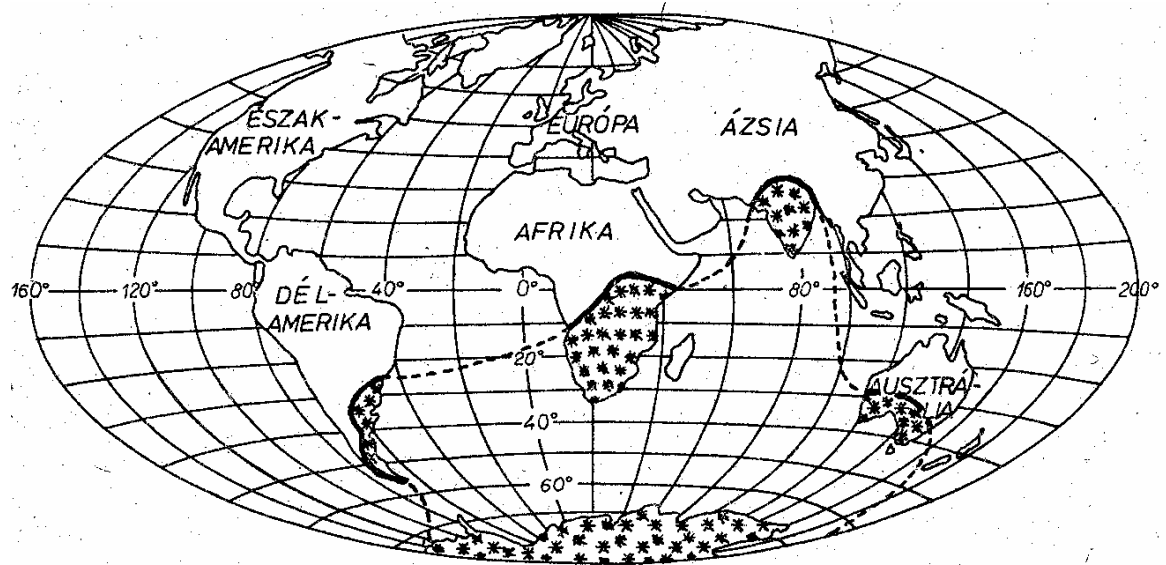 ÉSZAK-
AMERIKA
EURÓPA
ÁZSIA
AFRIKA
160°
120°
80
40°
0°
80°
160°
200°
DÉL-
AMERIKA
20°
AUSZTRÁ-
LIA
40°
60°